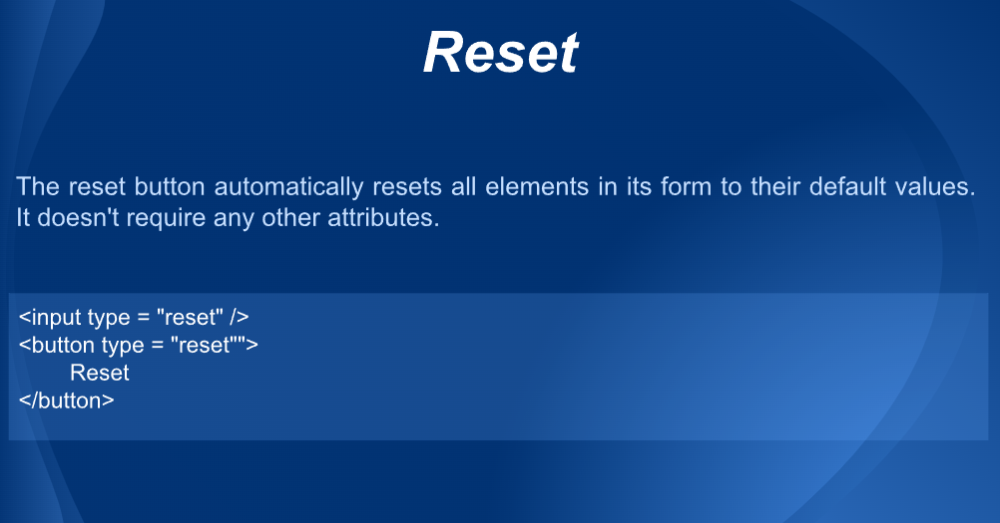 Reset
The reset button automatically resets all elements in its form to their default values.
It doesn't require any other attributes.
<input type = "reset" />
<button type = "reset"">
Reset
</button>